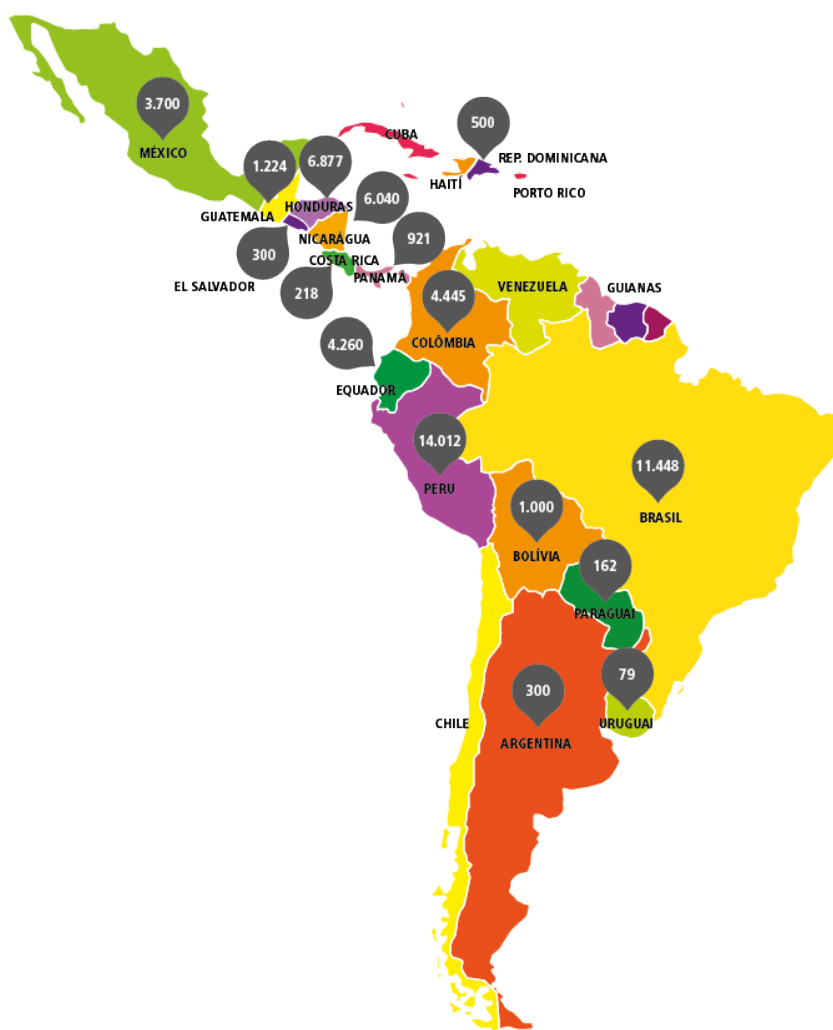 3.700
MÉXICO
CUBA
500
REP. DOMINICANA
HAITÍ
PORTO RICO
1.224
6.877
GUATEMALA
HONDURAS
6.040
NICARÁGUA
300
EL SALVADOR
COSTA RICA
218
921
PANAMÁ
VENEZUELA
GUIANAS
4.445
COLÔMBIA
4.260
EQUADOR
14.012
PERU
11.448
BRASIL
1.000
BOLÍVIA
162
PARAGUAI
79
URUGUAI
300
ARGENTINA
CHILE